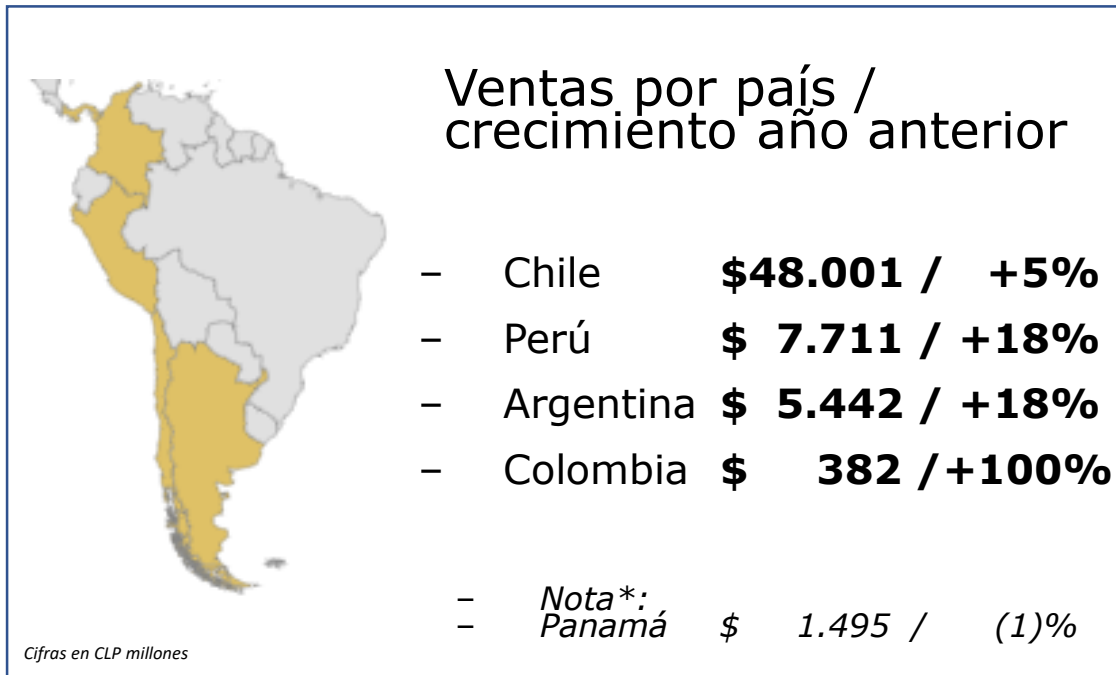 Ventas por país /
crecimiento año anterior
– Chile $48.001 / +5%
– Perú $ 7.711 / +18%
– Argentina $ 5.442 / +18%
– Colombia $ 382 /+100%
– Nota*:
– Panamá $ 1.495 / (1)%
Cifras en CLP millones